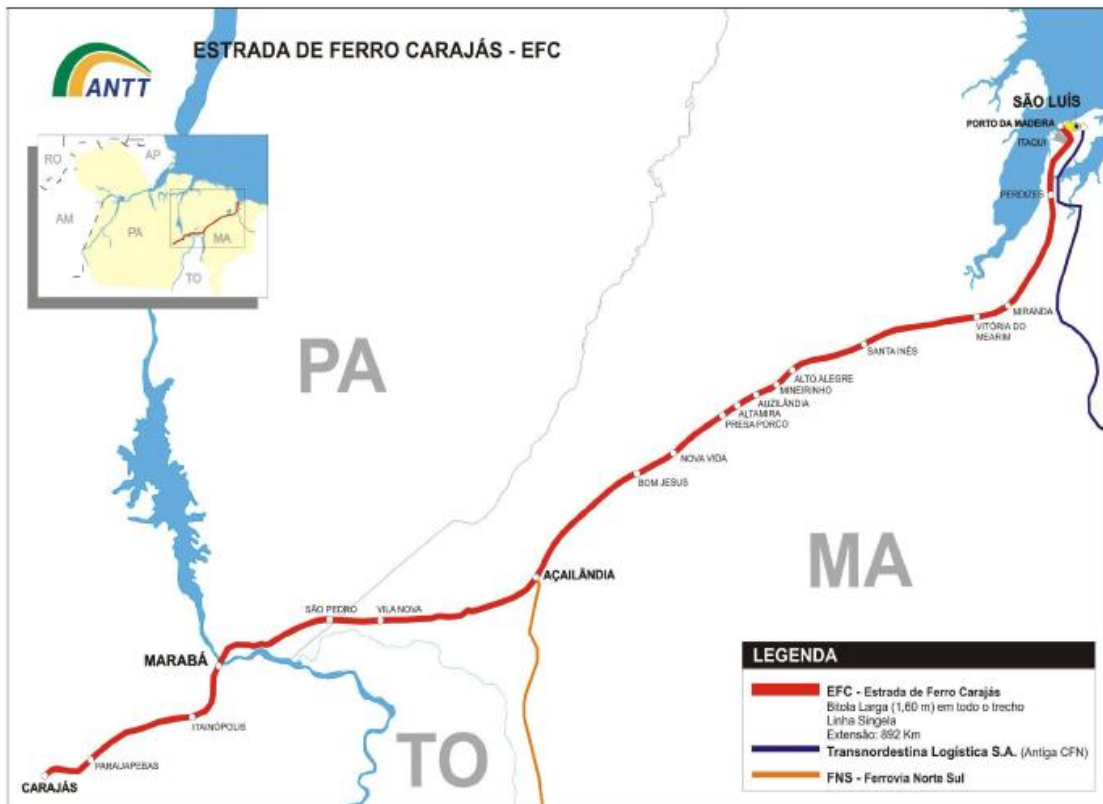 ESTRADA DE FERRO CARAJÁS - EFC
ANTT
RO
AP
AM
PA
MA
TO
SÃO LUÍS
PORTO DA MADEIRA
ITAQUI
PERDIZES
MIRANDA
VITÓRIA DO
MEARIM
SANTA INÊS
ALTO ALEGRE
MINEIRINHO
AUZILÂNDIA
ALTAMIRA
PRESA PORCO
NOVA VIDA
BOM JESUS
PA
MA
AÇAILÂNDIA
SÃO PEDRO
VILA NOVA
MARABÁ
ITAINÓPOLIS
TO
PARAUAPEBAS
CARAJÁS
LEGENDA
EFC - Estrada de Ferro Carajás
Bitola Larga (1,60 m) em todo o trecho
Linha Singela
Extensão: 892 Km
Transnordestina Logística S.A. (Antiga CFN)
FNS - Ferrovia Norte Sul